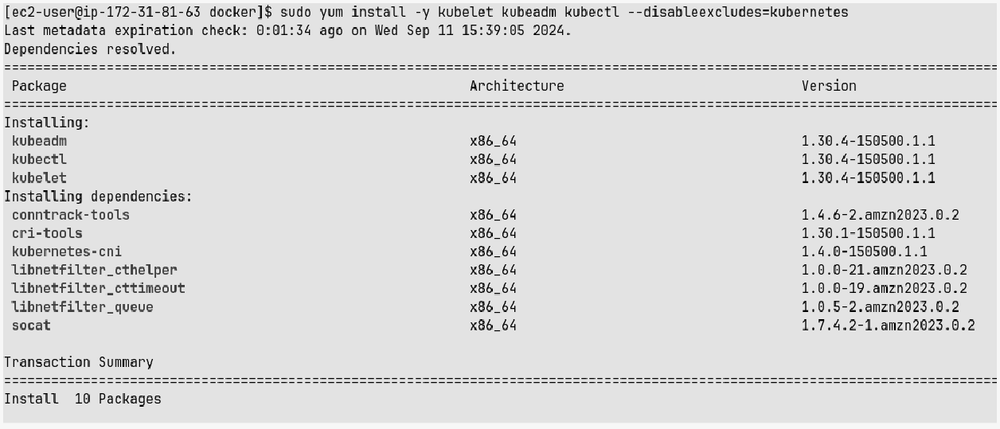 [ec2-user@ip-172-31-81-63 docker]$ sudo yum install -y kubelet kubeadm kubectl --disableexcludes=kubernetes
Last metadata expiration check: 0:01:34 ago on Wed Sep 11 15:39:05 2024.
Dependencies resolved.
================================================================================================================================
Package Architecture Version
================================================================================================================================
Installing:
kubeadm x86_64 1.30.4-150500.1.1
kubectl x86_64 1.30.4-150500.1.1
kubelet x86_64 1.30.4-150500.1.1
Installing dependencies:
conntrack-tools x86_64 1.4.6-2.amzn2023.0.2
cri-tools x86_64 1.30.1-150500.1.1
kubernetes-cni x86_64 1.4.0-150500.1.1
libnetfilter_cthelper x86_64 1.0.0-21.amzn2023.0.2
libnetfilter_cttimeout x86_64 1.0.0-19.amzn2023.0.2
libnetfilter_queue x86_64 1.0.5-2.amzn2023.0.2
socat x86_64 1.7.4.2-1.amzn2023.0.2
Transaction Summary
================================================================================================================================
Install 10 Packages